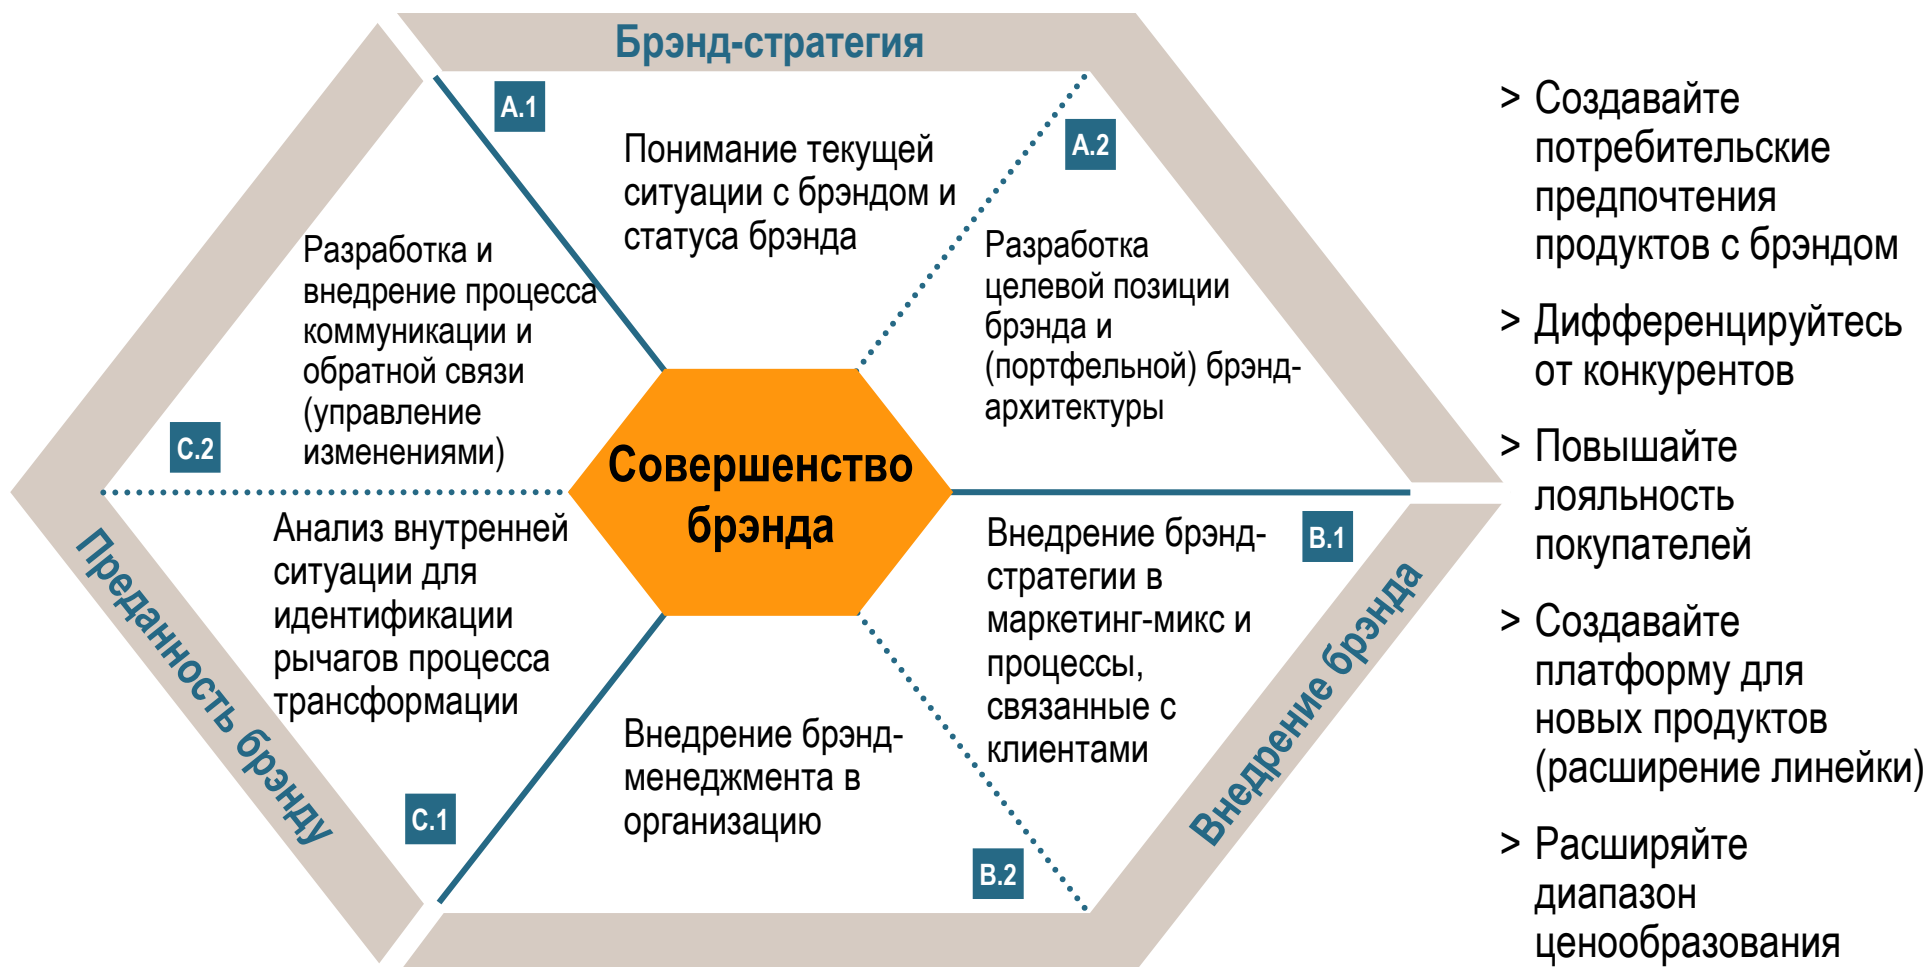 Брэнд-стратегия
A.1
Понимание текущей
ситуации с брэндом и
статуса брэнда
A.2
Разработка
целевой позиции
брэнда и
(портфельной) брэнд-
архитектуры
Разработка и
внедрение процесса
коммуникации и
обратной связи
(управление
изменениями)
C.2
Совершенство
брэнда
Анализ внутренней
ситуации для
идентификации
рычагов процесса
трансформации
C.1
Преданность брэнду
Внедрение брэнд-
менеджмента в
организацию
B.2
Внедрение брэнд-
стратегии в
маркетинг-микс и
процессы,
связанные с
клиентами
B.1
Внедрение брэнда
> Создавайте
потребительские
предпочтения
продуктов с брэндом
> Дифференцируйтесь
от конкурентов
> Повышайте
лояльность
покупателей
> Создавайте
платформу для
новых продуктов
(расширение линейки)
> Расширяйте
диапазон
ценообразования